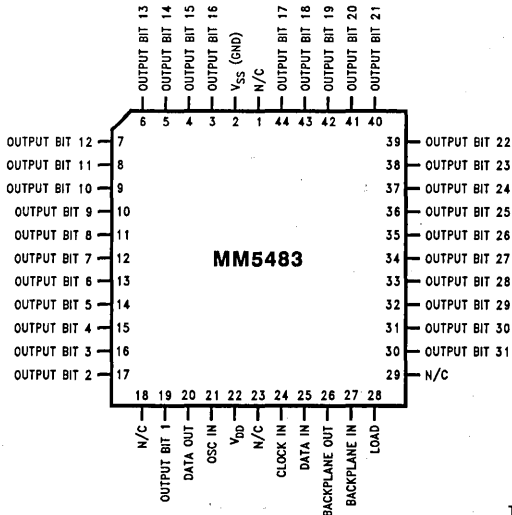 OUTPUT BIT 13
OUTPUT BIT 14
OUTPUT BIT 15
OUTPUT BIT 16
VSS (GND)
N/C
OUTPUT BIT 17
OUTPUT BIT 18
OUTPUT BIT 19
OUTPUT BIT 20
OUTPUT BIT 21
6 5 4 3 2 1 44 43 42 41 40
OUTPUT BIT 12 7
OUTPUT BIT 11 8
OUTPUT BIT 10 9
OUTPUT BIT 9 10
OUTPUT BIT 8 11
OUTPUT BIT 7 12
OUTPUT BIT 6 13
OUTPUT BIT 5 14
OUTPUT BIT 4 15
OUTPUT BIT 3 16
OUTPUT BIT 2 17
MM5483
39 OUTPUT BIT 22
38 OUTPUT BIT 23
37 OUTPUT BIT 24
36 OUTPUT BIT 25
35 OUTPUT BIT 26
34 OUTPUT BIT 27
33 OUTPUT BIT 28
32 OUTPUT BIT 29
31 OUTPUT BIT 30
30 OUTPUT BIT 31
29 N/C
18 19 20 21 22 23 24 25 26 27 28
N/C
OUTPUT BIT 1
DATA OUT
OSC IN
VDD
N/C
CLOCK IN
DATA IN
BACKPLANE OUT
BACKPLANE IN
LOAD